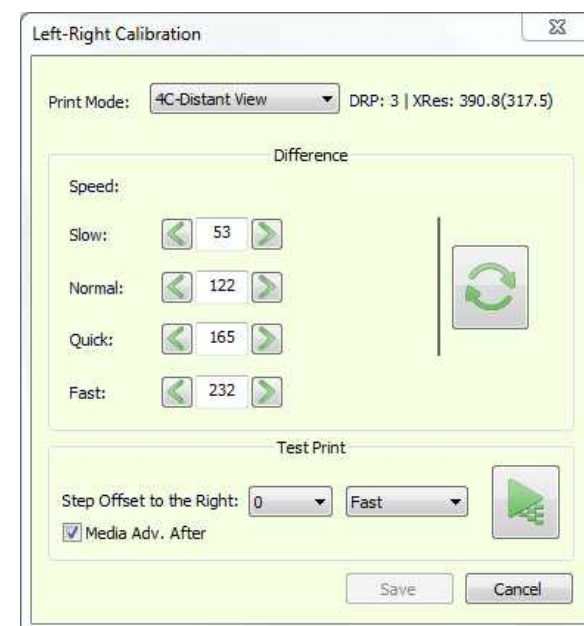 Left-Right Calibration
Print Mode: 4C-Distant View DRP: 3 | XRes: 390.8(317.5)
Difference
Speed:
Slow: 53
Normal: 122
Quick: 165
Fast: 232
Test Print
Step Offset to the Right: 0 Fast
Media Adv. After
Save Cancel